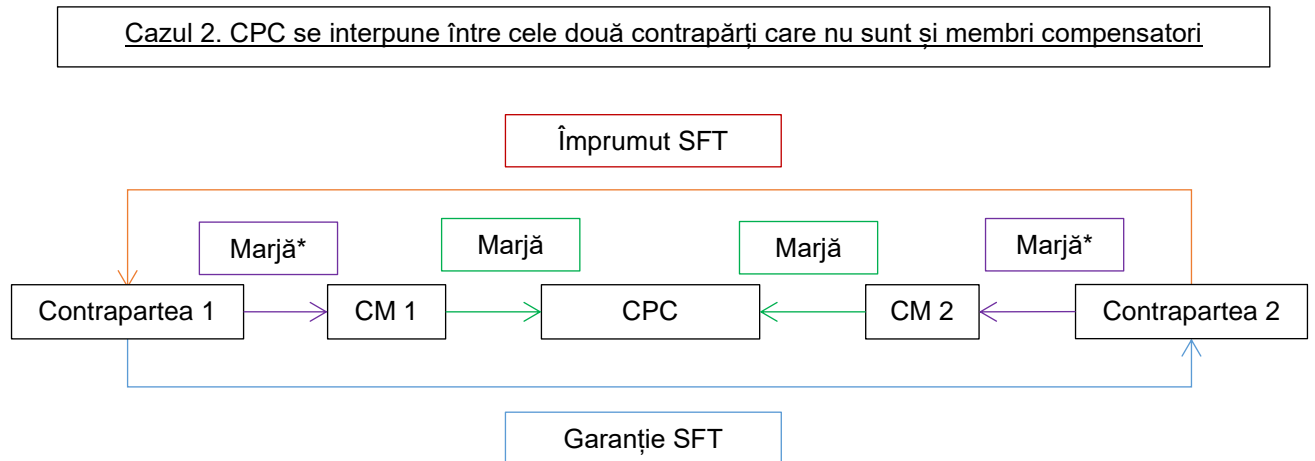 Cazul 2. CPC se interpune între cele două contrapărți care nu sunt și membri compensatori
Împrumut SFT
Marjă*
Marjă
Marjă
Marjă*
Contrapartea 1
CM 1
CPC
CM 2
Contrapartea 2
Garanție SFT